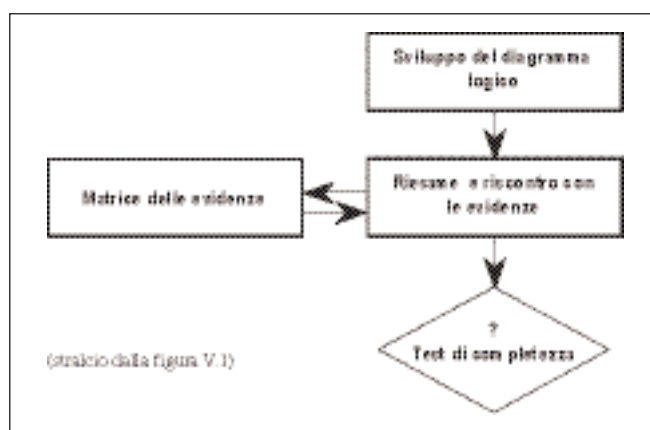 Sviluppo del diagramma
logico
Matrice delle evidenze
Riesame e riscontro con
le evidenze
?
Test di completezza
(stralcio dalla figura V.1)